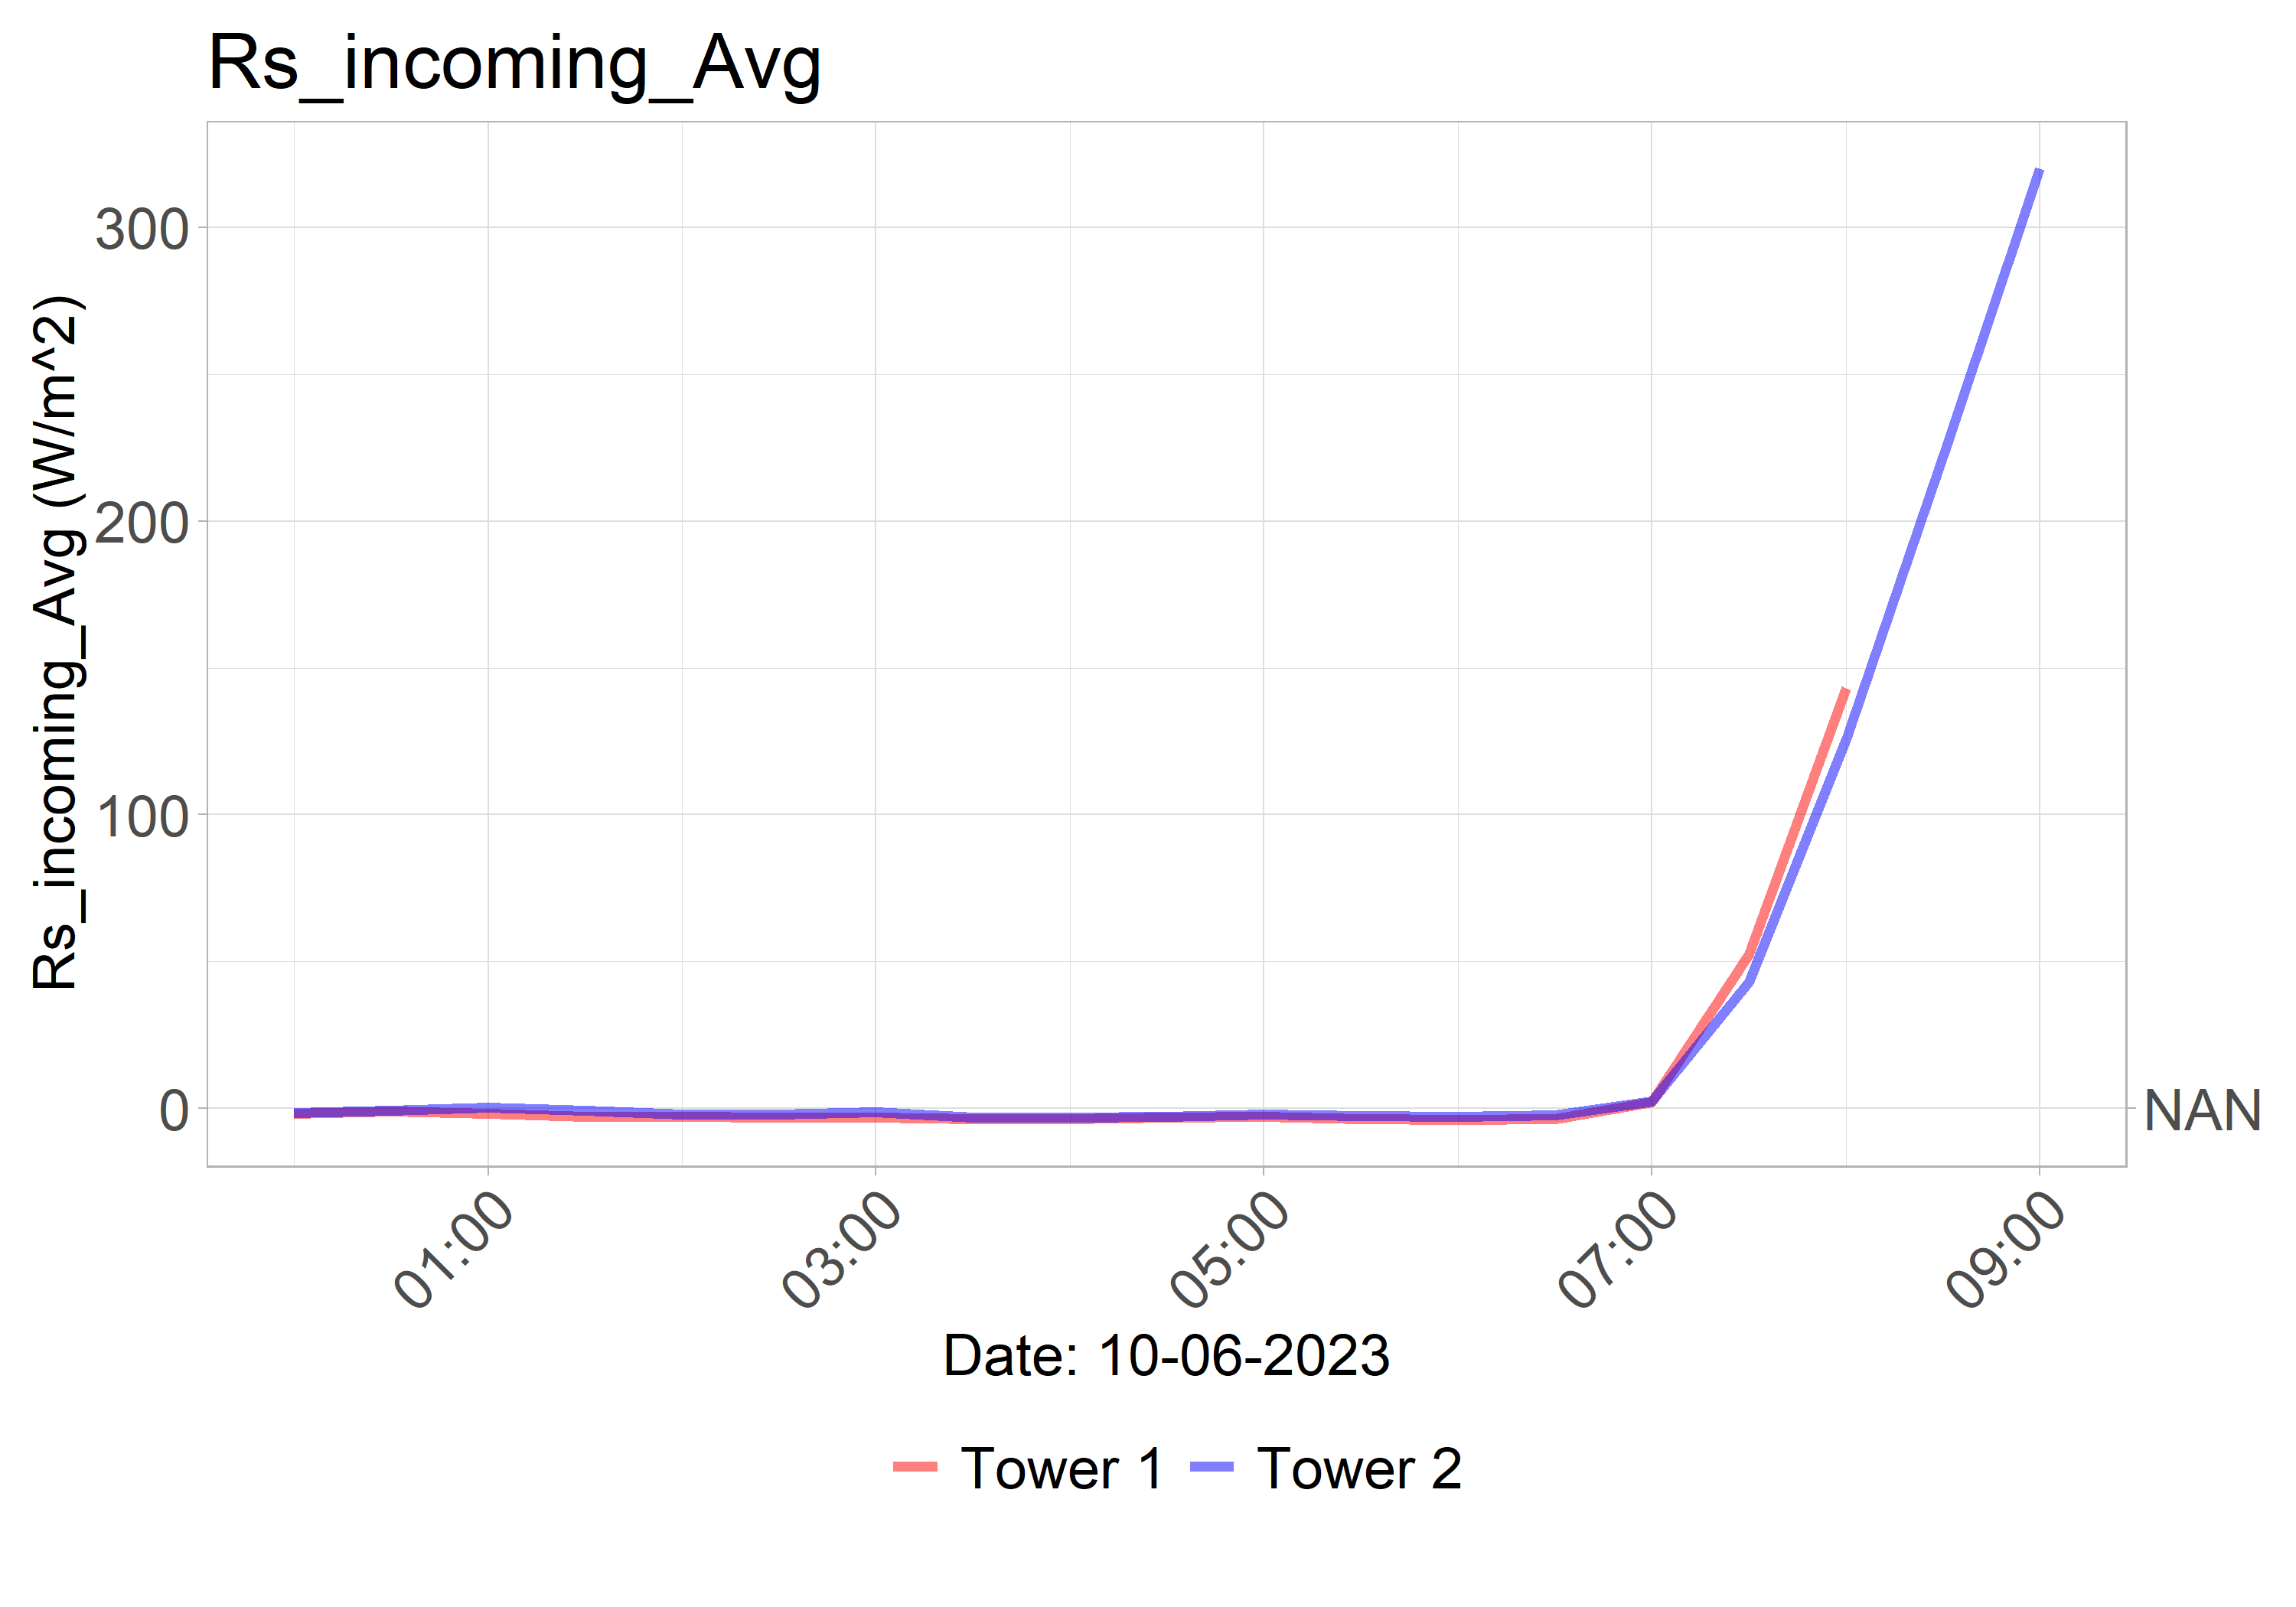 Rs_incoming_Avg
Rs_incoming_Avg (W/m^2)
300
200
100
0
NAN
01:00
03:00
05:00
07:00
09:00
Date: 10-06-2023
Tower 1
Tower 2